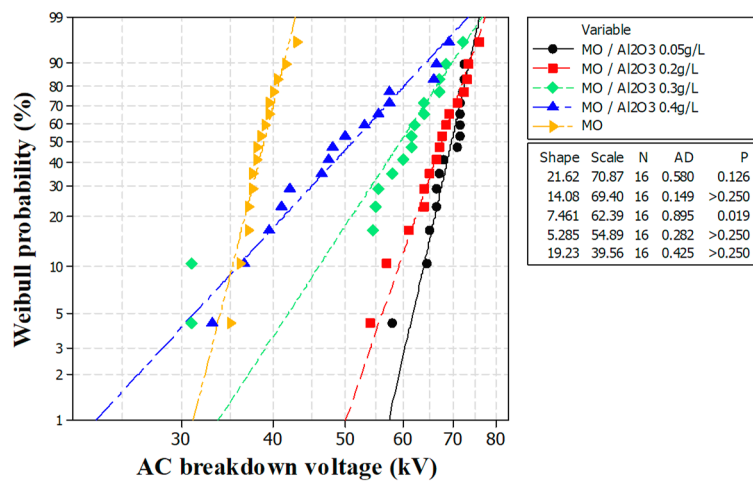 Weibull probability (%)
99
90
80
70
60
50
40
30
20
10
5
3
2
1
30 40 50 60 70 80
AC breakdown voltage (kV)
Variable
MO / Al2O3 0.05g/L
MO / Al2O3 0.2g/L
MO / Al2O3 0.3g/L
MO / Al2O3 0.4g/L
MO
Shape Scale N AD P
21.62 70.87 16 0.580 0.126
14.08 69.40 16 0.149 >0.250
7.461 62.39 16 0.895 0.019
5.285 54.89 16 0.282 >0.250
19.23 39.56 16 0.425 >0.250